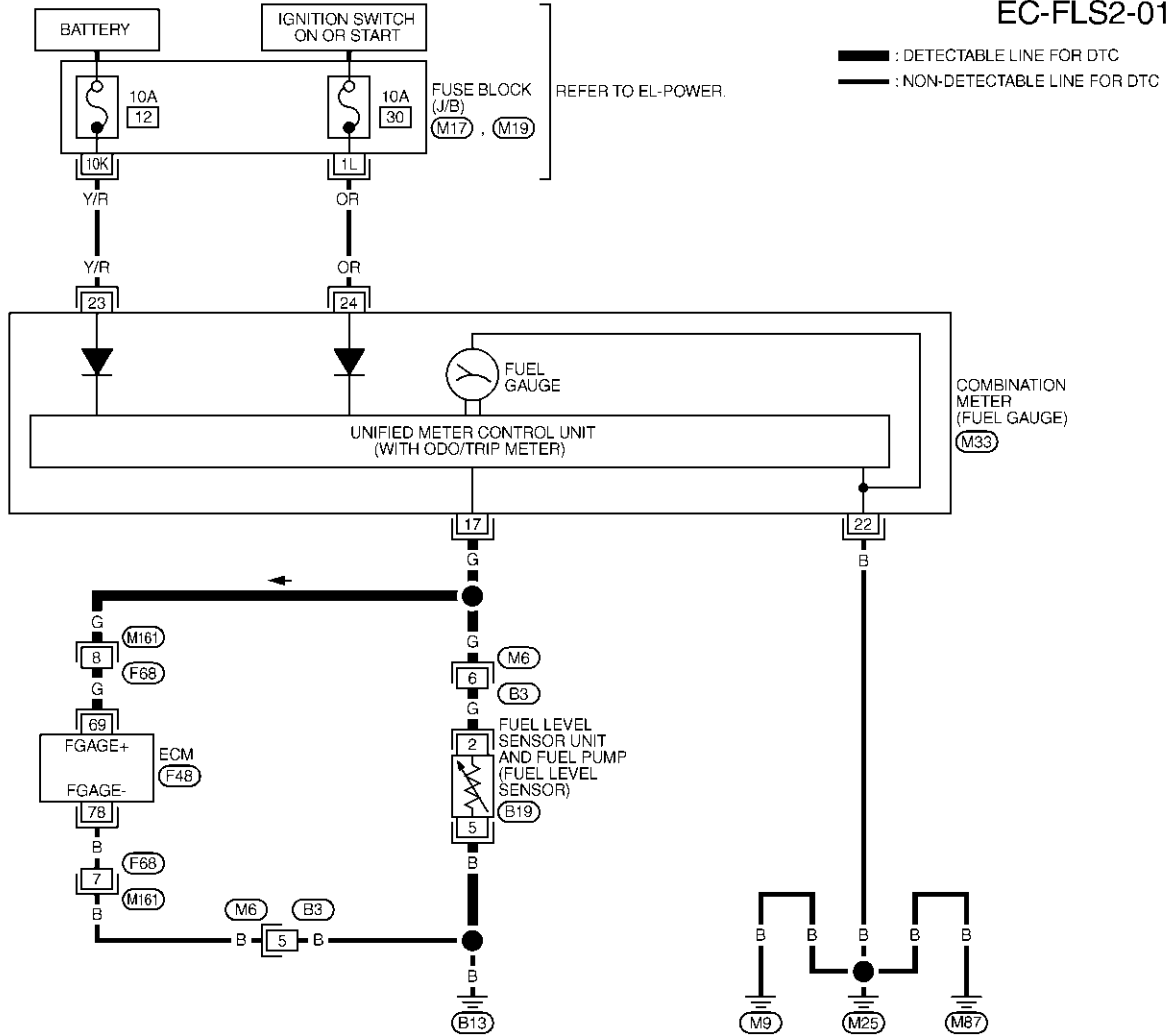 EC-FLS2-01
BATTERY
IGNITION SWITCH
ON OR START
: DETECTABLE LINE FOR DTC
: NON-DETECTABLE LINE FOR DTC
10A
12
10A
30
FUSE BLOCK
(J/B)
M17 , M19
REFER TO EL-POWER.
10K
1L
Y/R
OR
Y/R
OR
23
24
FUEL
GAUGE
UNIFIED METER CONTROL UNIT
(WITH ODO/TRIP METER)
COMBINATION
METER
(FUEL GAUGE)
M33
17
22
G
B
G
M161
8
F68
G
G
M6
6
B3
G
69
FGAGE+
ECM
F48
FGAGE-
78
2
FUEL LEVEL
SENSOR UNIT
AND FUEL PUMP
(FUEL LEVEL
SENSOR)
B19
5
B
B
F68
7
M161
B
M6
B3
B
5
B
B
B
B
B
B
B
B13
M9
M25
M87